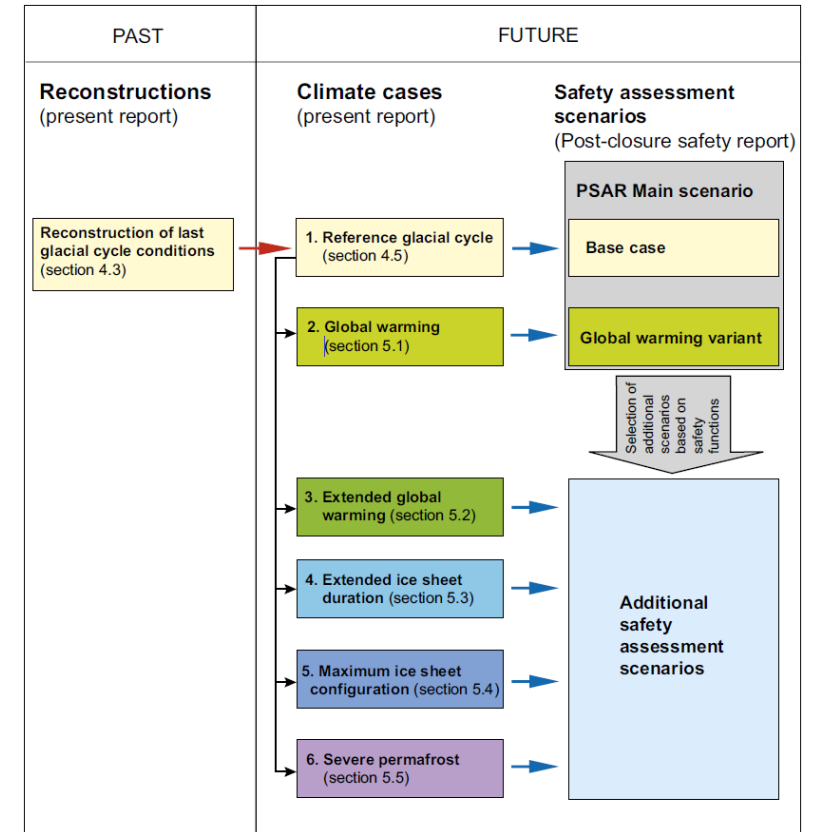 PAST
FUTURE
Reconstructions
(present report)
Climate cases
(present report)
Safety assessment
scenarios
(Post-closure safety report)
PSAR Main scenario
Reconstruction of last
glacial cycle conditions
(section 4.3)
1. Reference glacial cycle
(section 4.5)
Base case
2. Global warming
(section 5.1)
Global warming variant
Selection of
additional
scenarios
based on
safety
functions
3. Extended global
warming (section 5.2)
4. Extended ice sheet
duration (section 5.3)
5. Maximum ice sheet
configuration (section 5.4)
6. Severe permafrost
(section 5.5)
Additional
safety
assessment
scenarios